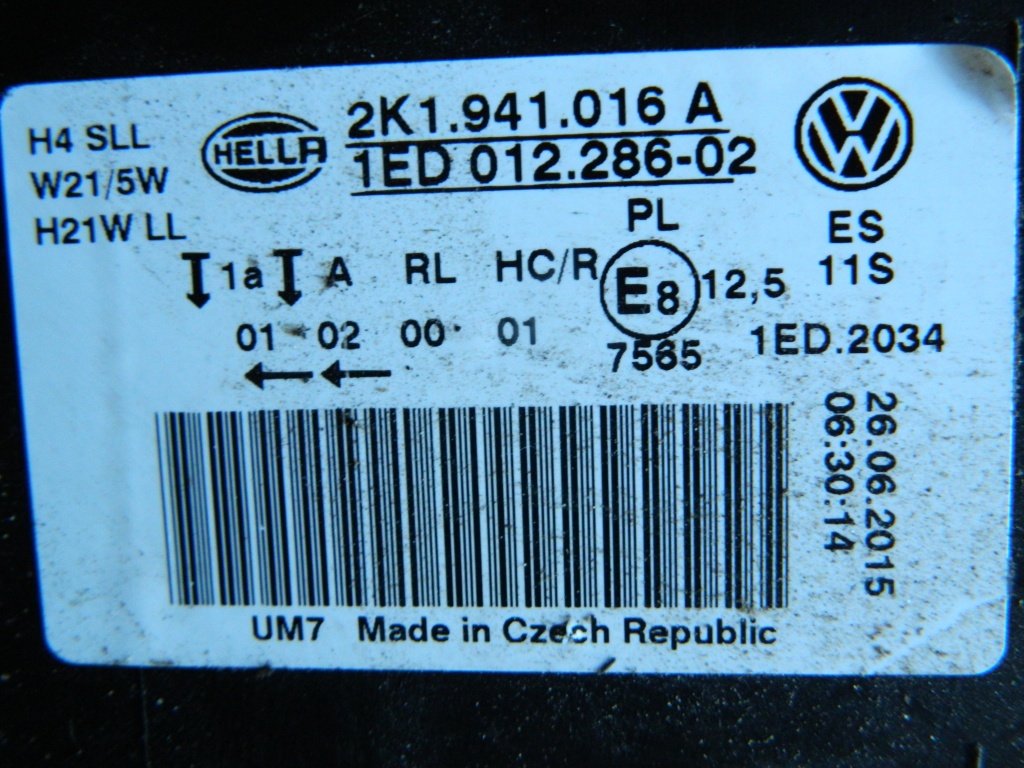 H4 SLL
W21/5W
H21W LL
HELLA
2K1.941.016 A
1ED 012.286-02
VW
PL
ES
11S
1a A RL HC/R E8 12,5
01 02 00 01
7565
1ED.2034
26.06.2015
06:30:14
UM7 Made in Czech Republic